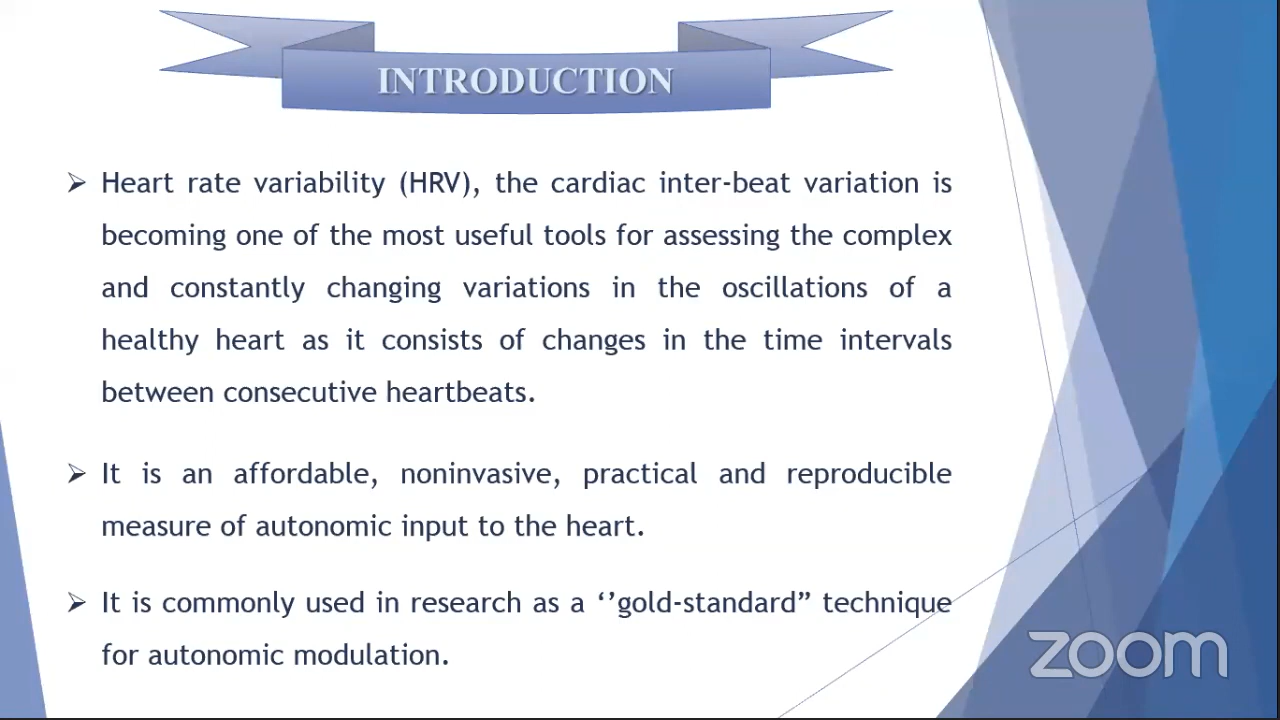 INTRODUCTION
➢ Heart rate variability (HRV), the cardiac inter-beat variation is
becoming one of the most useful tools for assessing the complex
and constantly changing variations in the oscillations of a
healthy heart as it consists of changes in the time intervals
between consecutive heartbeats.
➢ It is an affordable, noninvasive, practical and reproducible
measure of autonomic input to the heart.
➢ It is commonly used in research as a ‘’gold-standard” technique
for autonomic modulation.
zoom